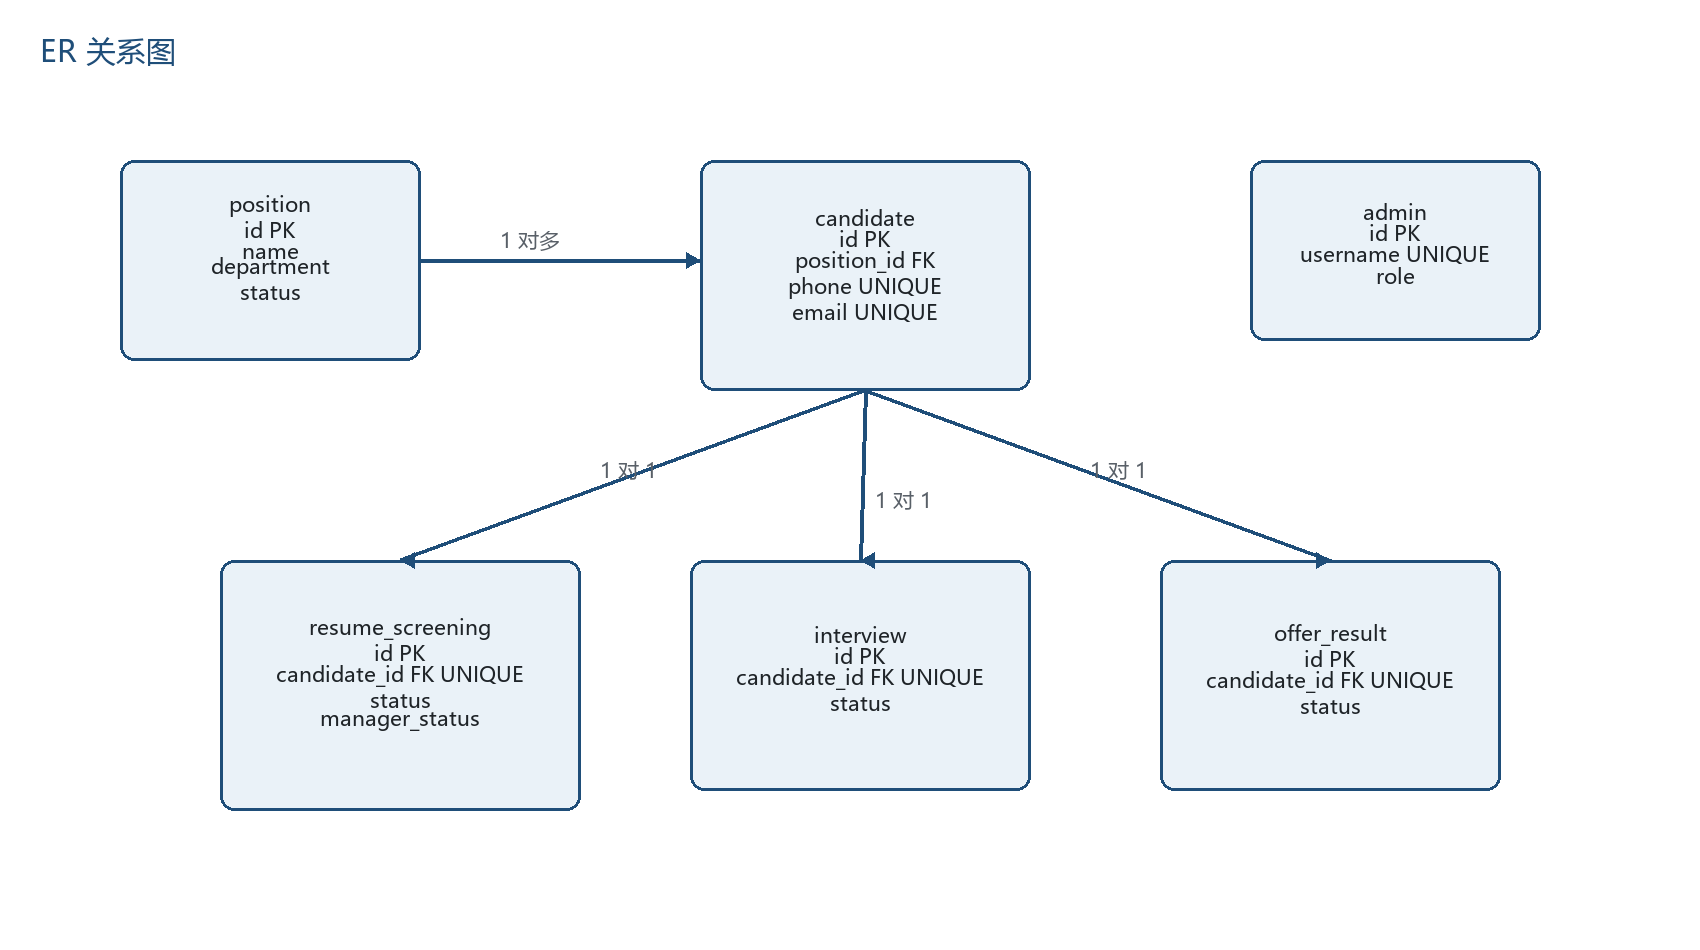 ER 关系图
position
id PK
name
department
status
1 对多
candidate
id PK
position_id FK
phone UNIQUE
email UNIQUE
admin
id PK
username UNIQUE
role
1 对 1
1 对 1
1 对 1
resume_screening
id PK
candidate_id FK UNIQUE
status
manager_status
interview
id PK
candidate_id FK UNIQUE
status
offer_result
id PK
candidate_id FK UNIQUE
status